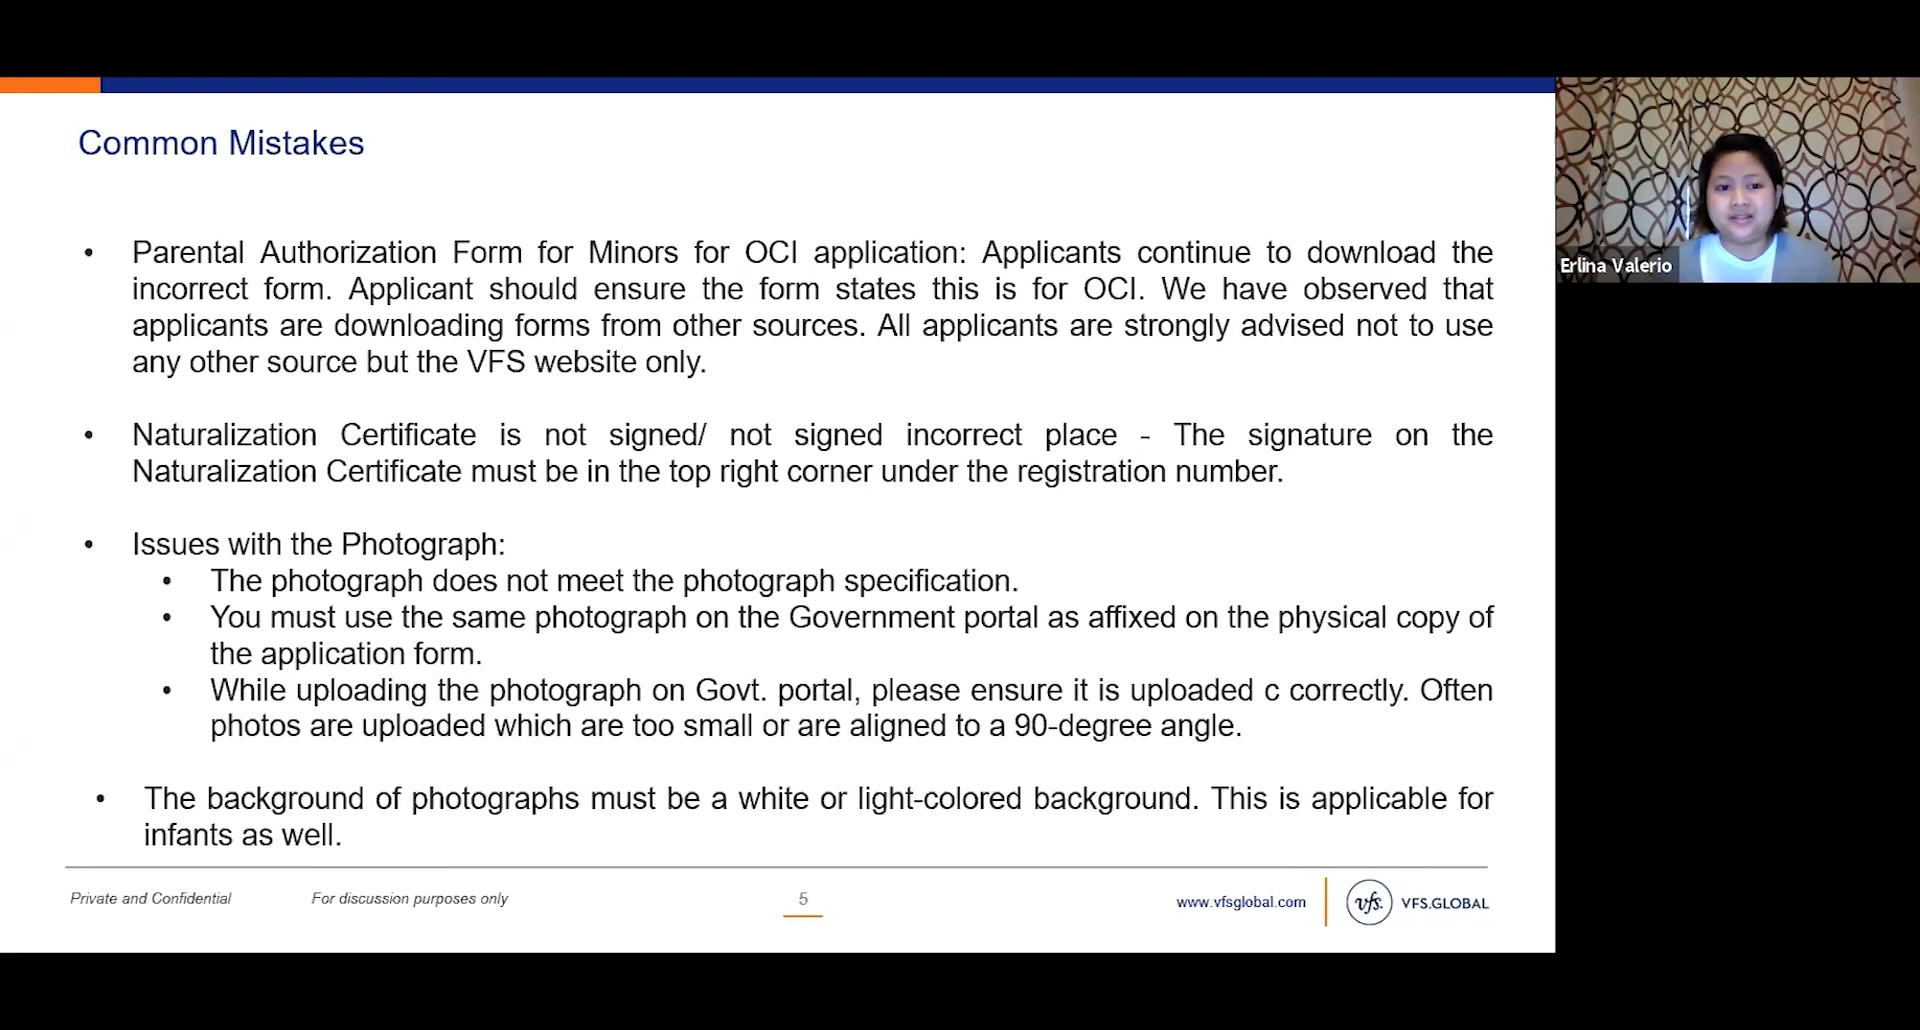 Common Mistakes
• Parental Authorization Form for Minors for OCI application: Applicants continue to download the
incorrect form. Applicant should ensure the form states this is for OCI. We have observed that
applicants are downloading forms from other sources. All applicants are strongly advised not to use
any other source but the VFS website only.
• Naturalization Certificate is not signed/ not signed incorrect place - The signature on the
Naturalization Certificate must be in the top right corner under the registration number.
• Issues with the Photograph:
• The photograph does not meet the photograph specification.
• You must use the same photograph on the Government portal as affixed on the physical copy of
the application form.
• While uploading the photograph on Govt. portal, please ensure it is uploaded c correctly. Often
photos are uploaded which are too small or are aligned to a 90-degree angle.
• The background of photographs must be a white or light-colored background. This is applicable for
infants as well.
Private and Confidential
For discussion purposes only
5
www.vfsglobal.com
vfs.
VFS.GLOBAL
Erlina Valerio